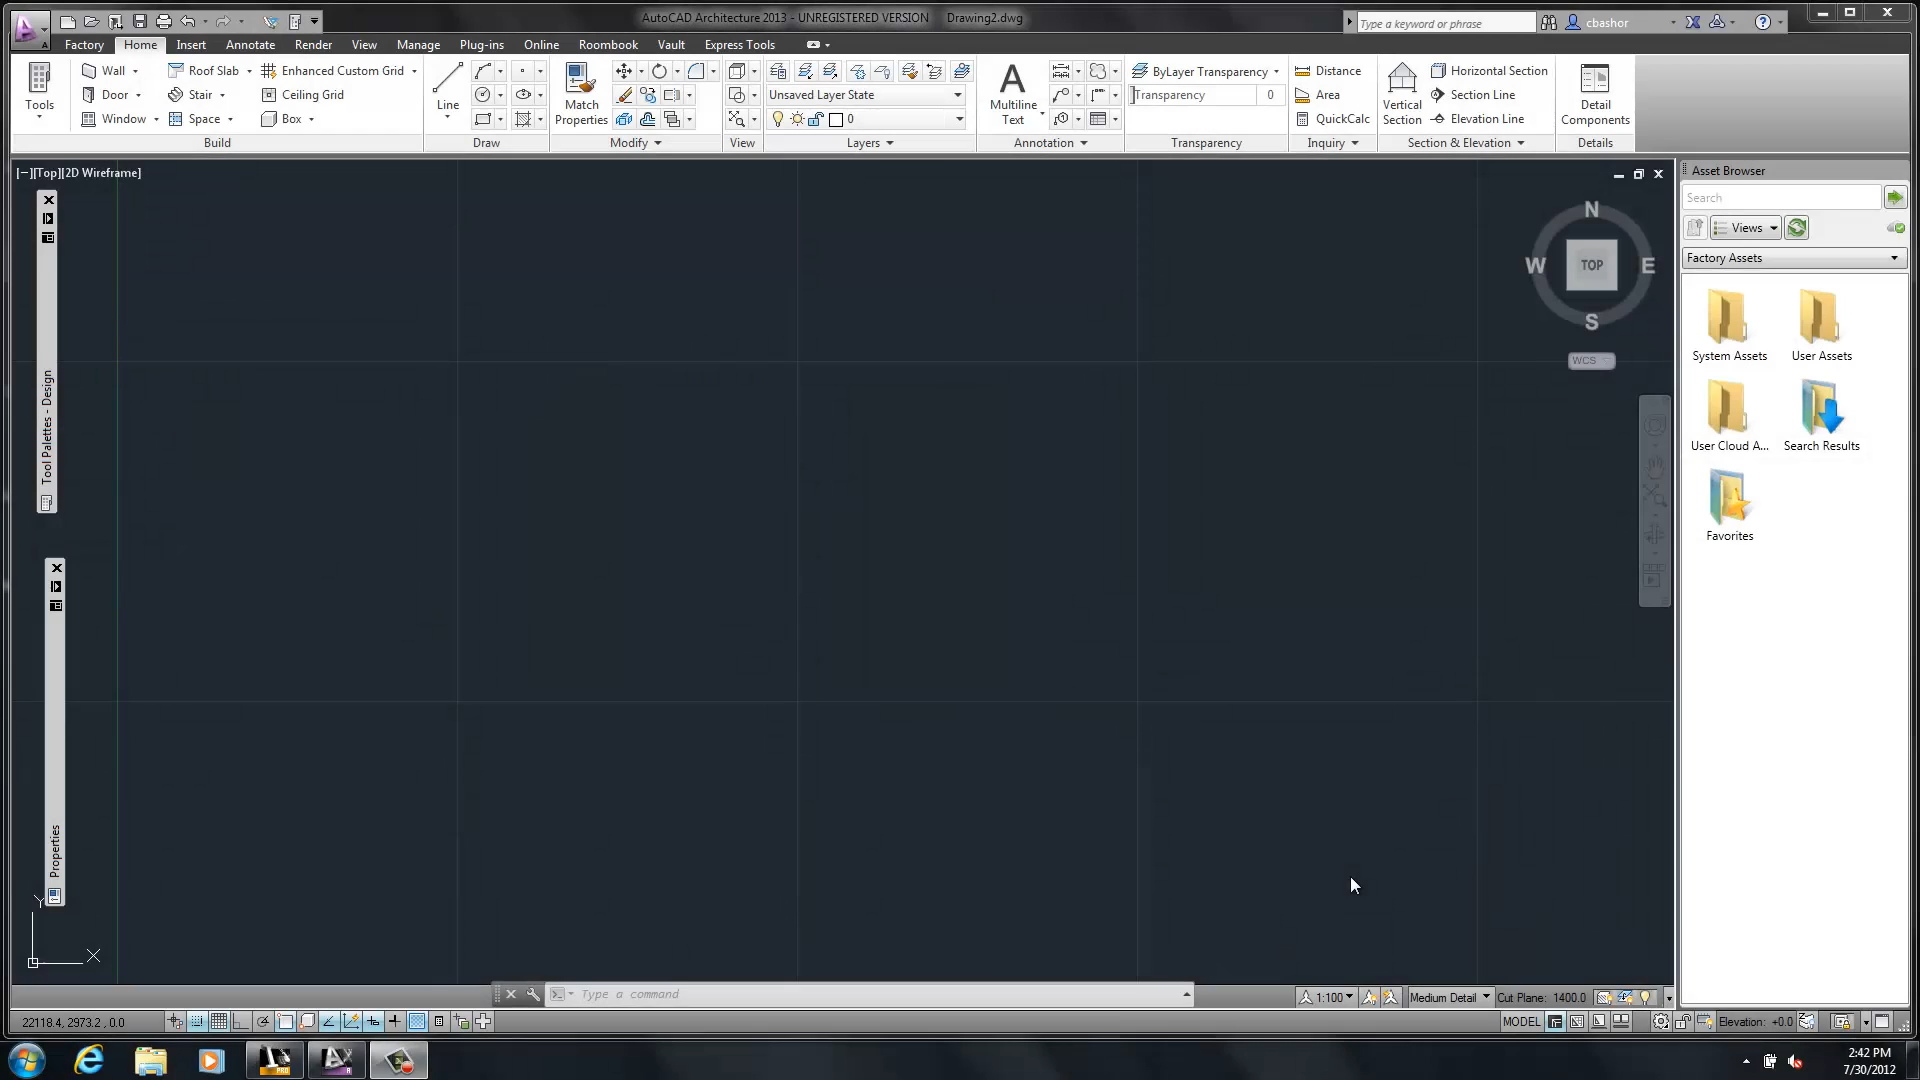 AutoCAD Architecture 2013 - UNREGISTERED VERSION Drawing2.dwg
Type a keyword or phrase
cbashor
Factory Home Insert Annotate Render View Manage Plug-ins Online Roombook Vault Express Tools
Tools
Wall
Door
Window
Roof Slab
Stair
Space
Enhanced Custom Grid
Ceiling Grid
Box
Build
Line
Draw
Match
Properties
Modify
View
Unsaved Layer State
0
Layers
A
Multiline
Text
Annotation
ByLayer Transparency
Transparency 0
Transparency
Distance
Area
QuickCalc
Inquiry
Vertical
Section
Horizontal Section
Section Line
Elevation Line
Section & Elevation
Detail
Components
Details
[−][Top][2D Wireframe]
Tool Palettes - Design
Properties
Y
X
N
W
TOP
E
S
WCS
Asset Browser
Search
Views
Factory Assets
System Assets
User Assets
User Cloud A...
Search Results
Favorites
Type a command
1:100
Medium Detail
Cut Plane: 1400.0
22118.4, 2973.2 , 0.0
MODEL
Elevation: +0.0
2:42 PM
7/30/2012